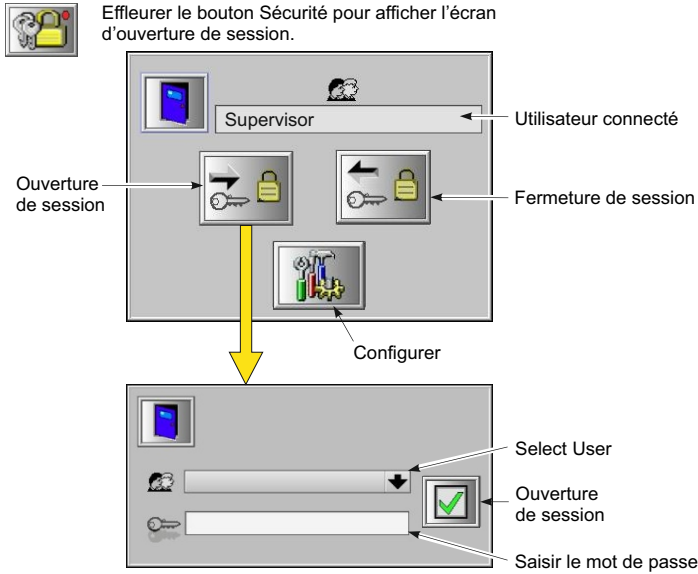 Effleurer le bouton Sécurité pour afficher l’écran
d’ouverture de session.
Supervisor
Utilisateur connecté
Ouverture
de session
Fermeture de session
Configurer
Select User
Ouverture
de session
Saisir le mot de passe